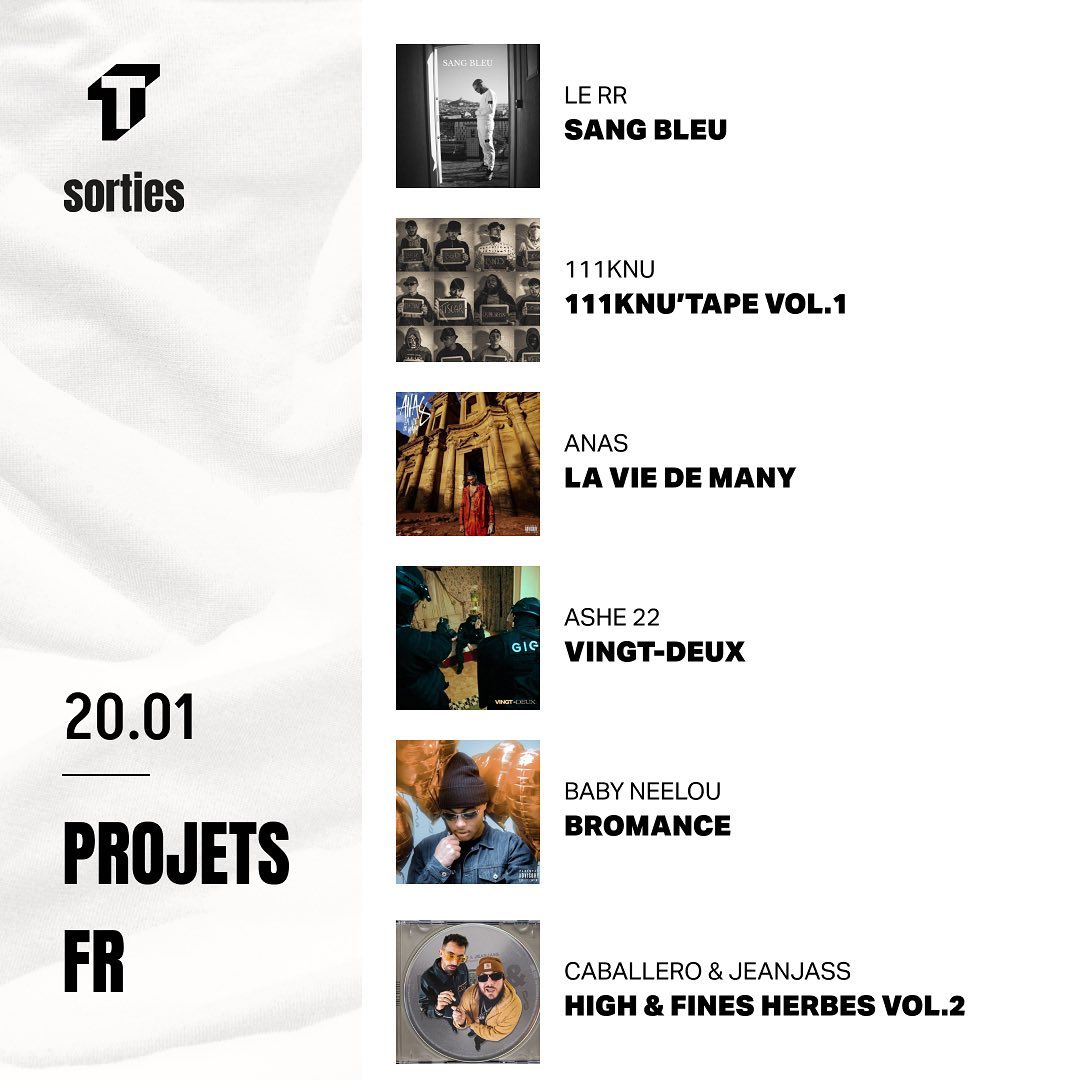 T
sorties
20.01
PROJETS
FR
SANG BLEU
LE RR
SANG BLEU
111KNU
111KNU'TAPE VOL.1
ANAS
ANAS
LA VIE DE MANY
GIG
VINGT-DEUX
ASHE 22
VINGT-DEUX
BABY NEELOU
BROMANCE
CABALLERO & JEANJASS
HIGH & FINES HERBES VOL.2